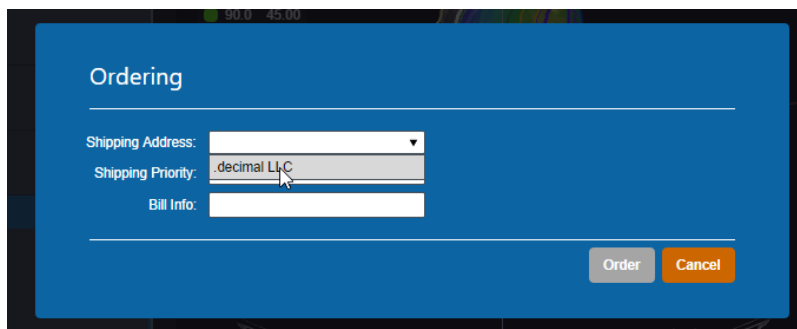 90.0 45.00
Ordering
Shipping Address:
.decimal LLC
Shipping Priority:
Bill Info:
Order Cancel